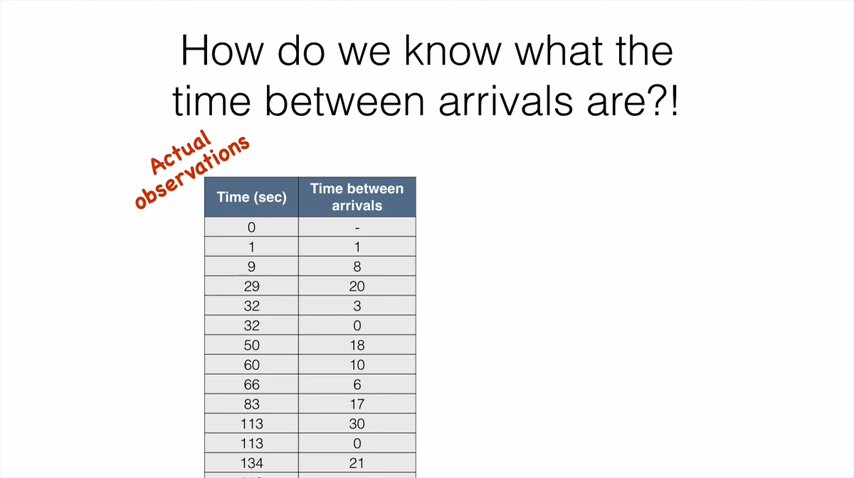 How do we know what the
time between arrivals are?!
Actual
observations
Time (sec) Time between
arrivals
0 -
1 1
9 8
29 20
32 3
32 0
50 18
60 10
66 6
83 17
113 30
113 0
134 21